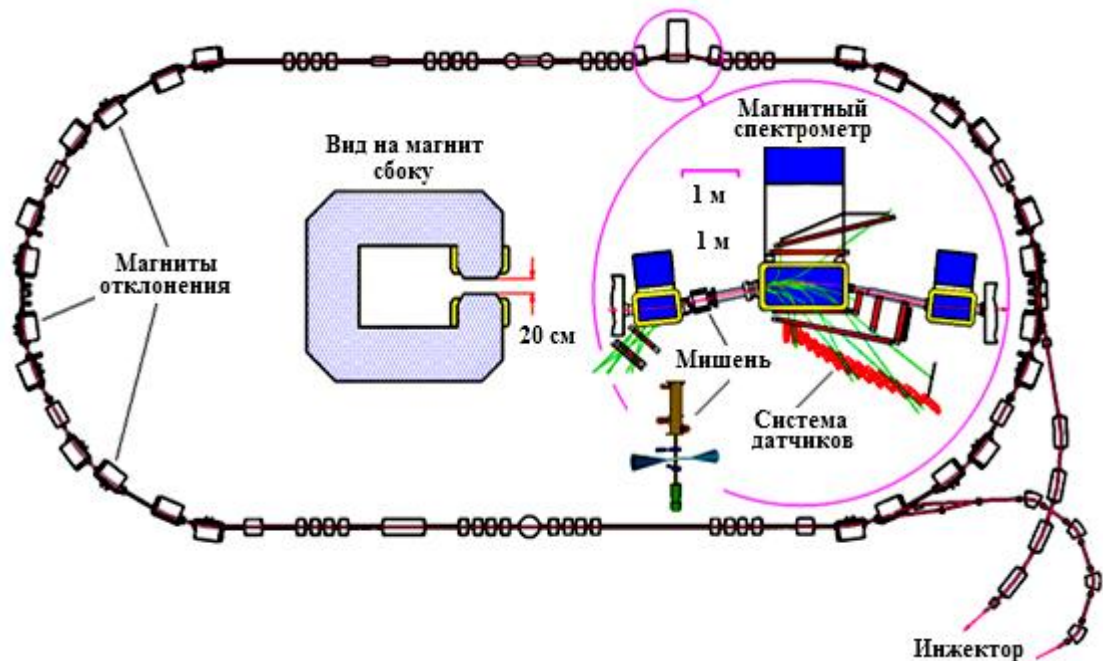 Магнитный
спектрометр
Вид на магнит
сбоку
1 м
1 м
Магниты
отклонения
20 см
Мишень
Система
датчиков
Инжектор